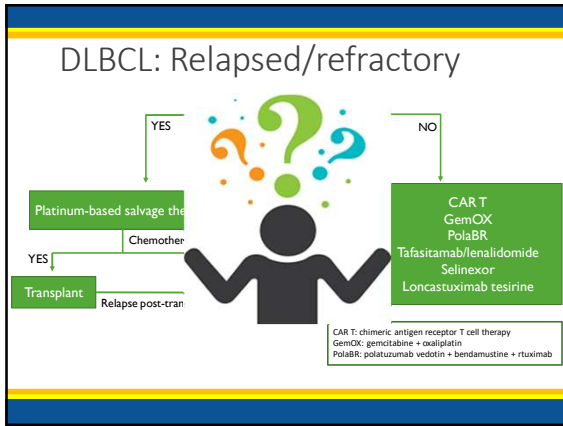 DLBCL: Relapsed/refractory
YES
NO
Platinum-based salvage the
Chemother
YES
Transplant
Relapse post-tran
CAR T
GemOX
PolaBR
Tafasitamab/lenalidomide
Selinexor
Loncastuximab tesirine
CAR T: chimeric antigen receptor T cell therapy
GemOX: gemcitabine + oxaliplatin
PolaBR: polatuzumab vedotin + bendamustine + rtuximab